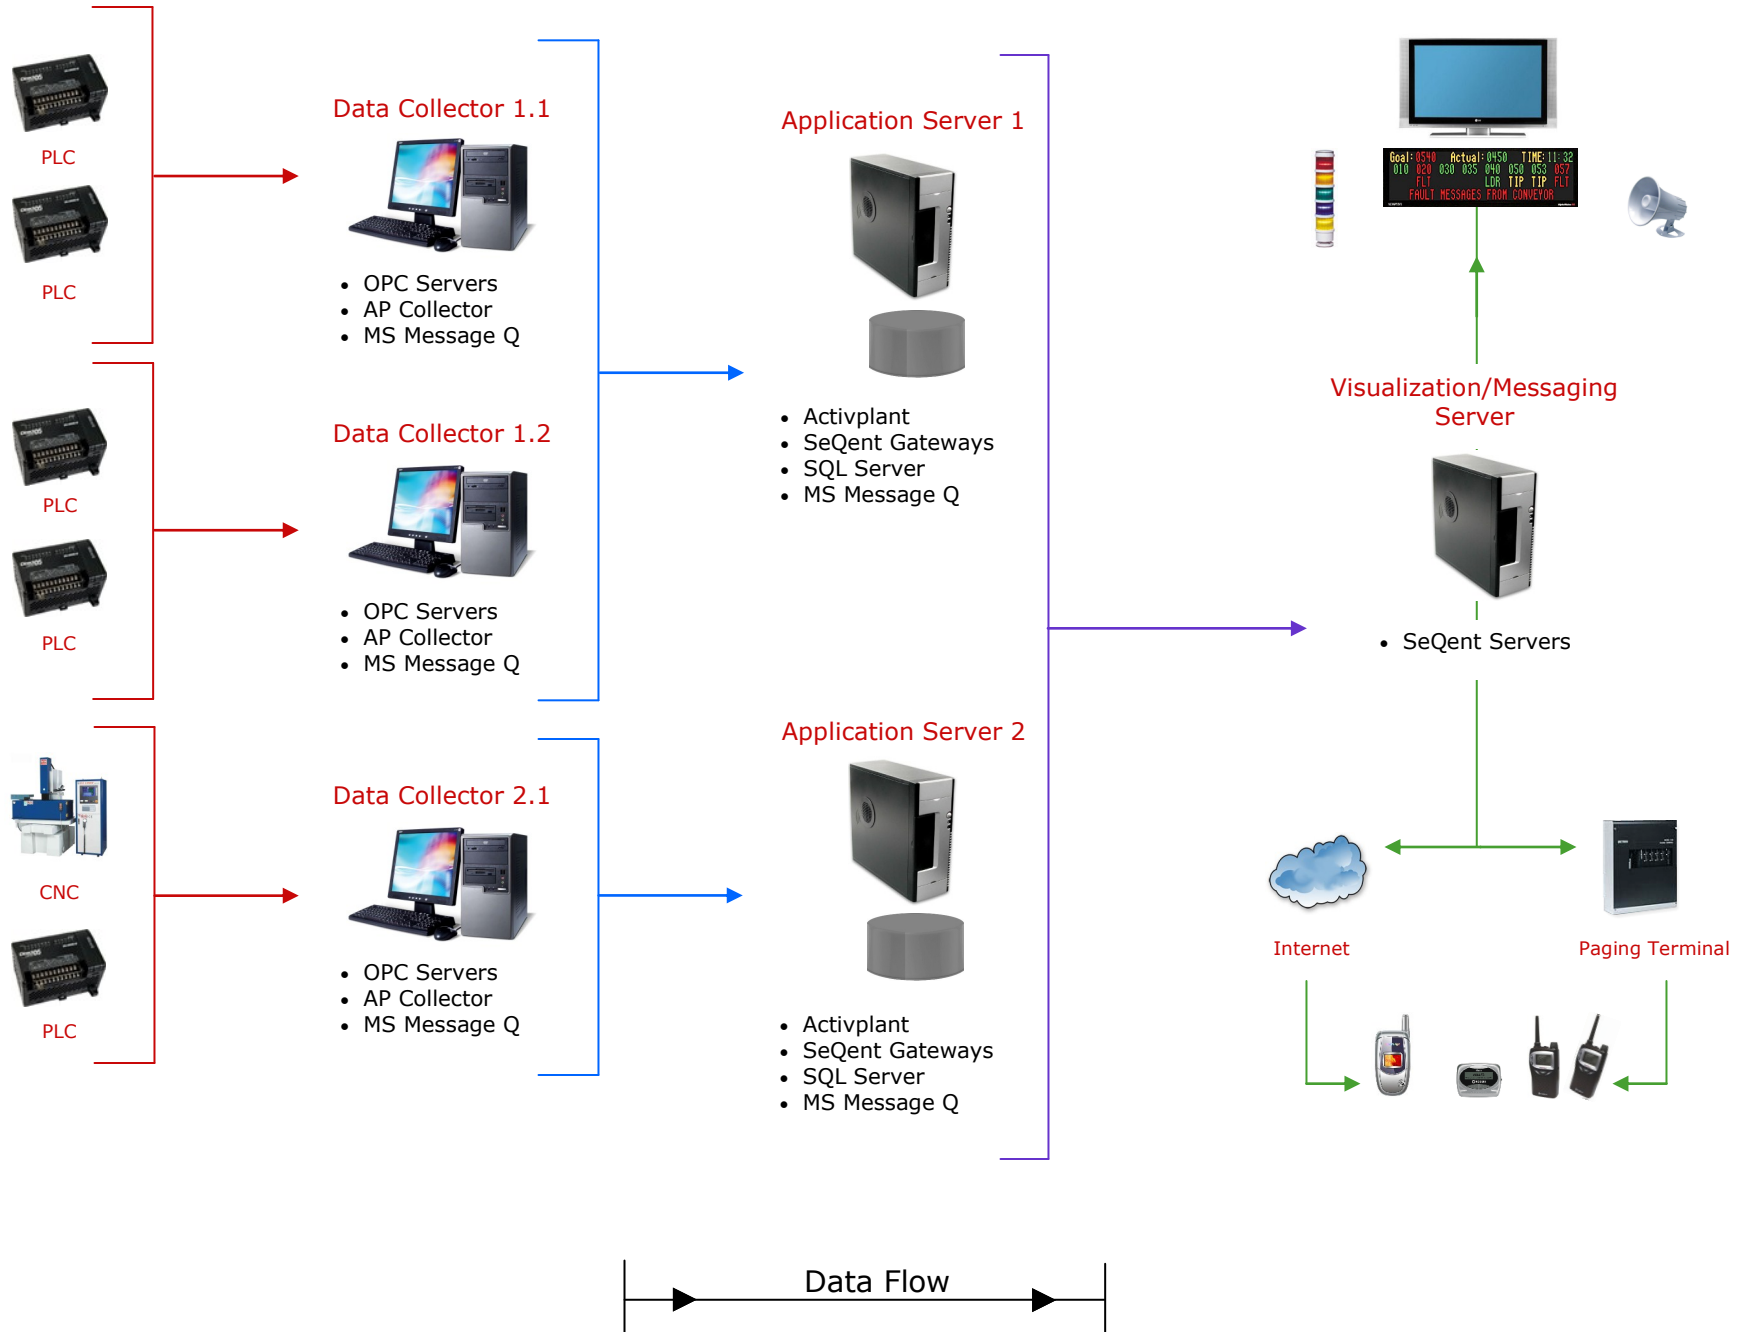 PLC
PLC
Data Collector 1.1
OPC Servers
AP Collector
MS Message Q
PLC
PLC
Data Collector 1.2
OPC Servers
AP Collector
MS Message Q
CNC
PLC
Data Collector 2.1
OPC Servers
AP Collector
MS Message Q
Application Server 1
Activplant
SeQent Gateways
SQL Server
MS Message Q
Application Server 2
Activplant
SeQent Gateways
SQL Server
MS Message Q
Goal:0540 Actual:0450 TIME:11:32
010 020 030 035 040 050 053 057
FLT LDR TIP TIP FLT
FAULT MESSAGES FROM CONVEYOR
Visualization/Messaging
Server
SeQent Servers
Internet
Paging Terminal
Data Flow